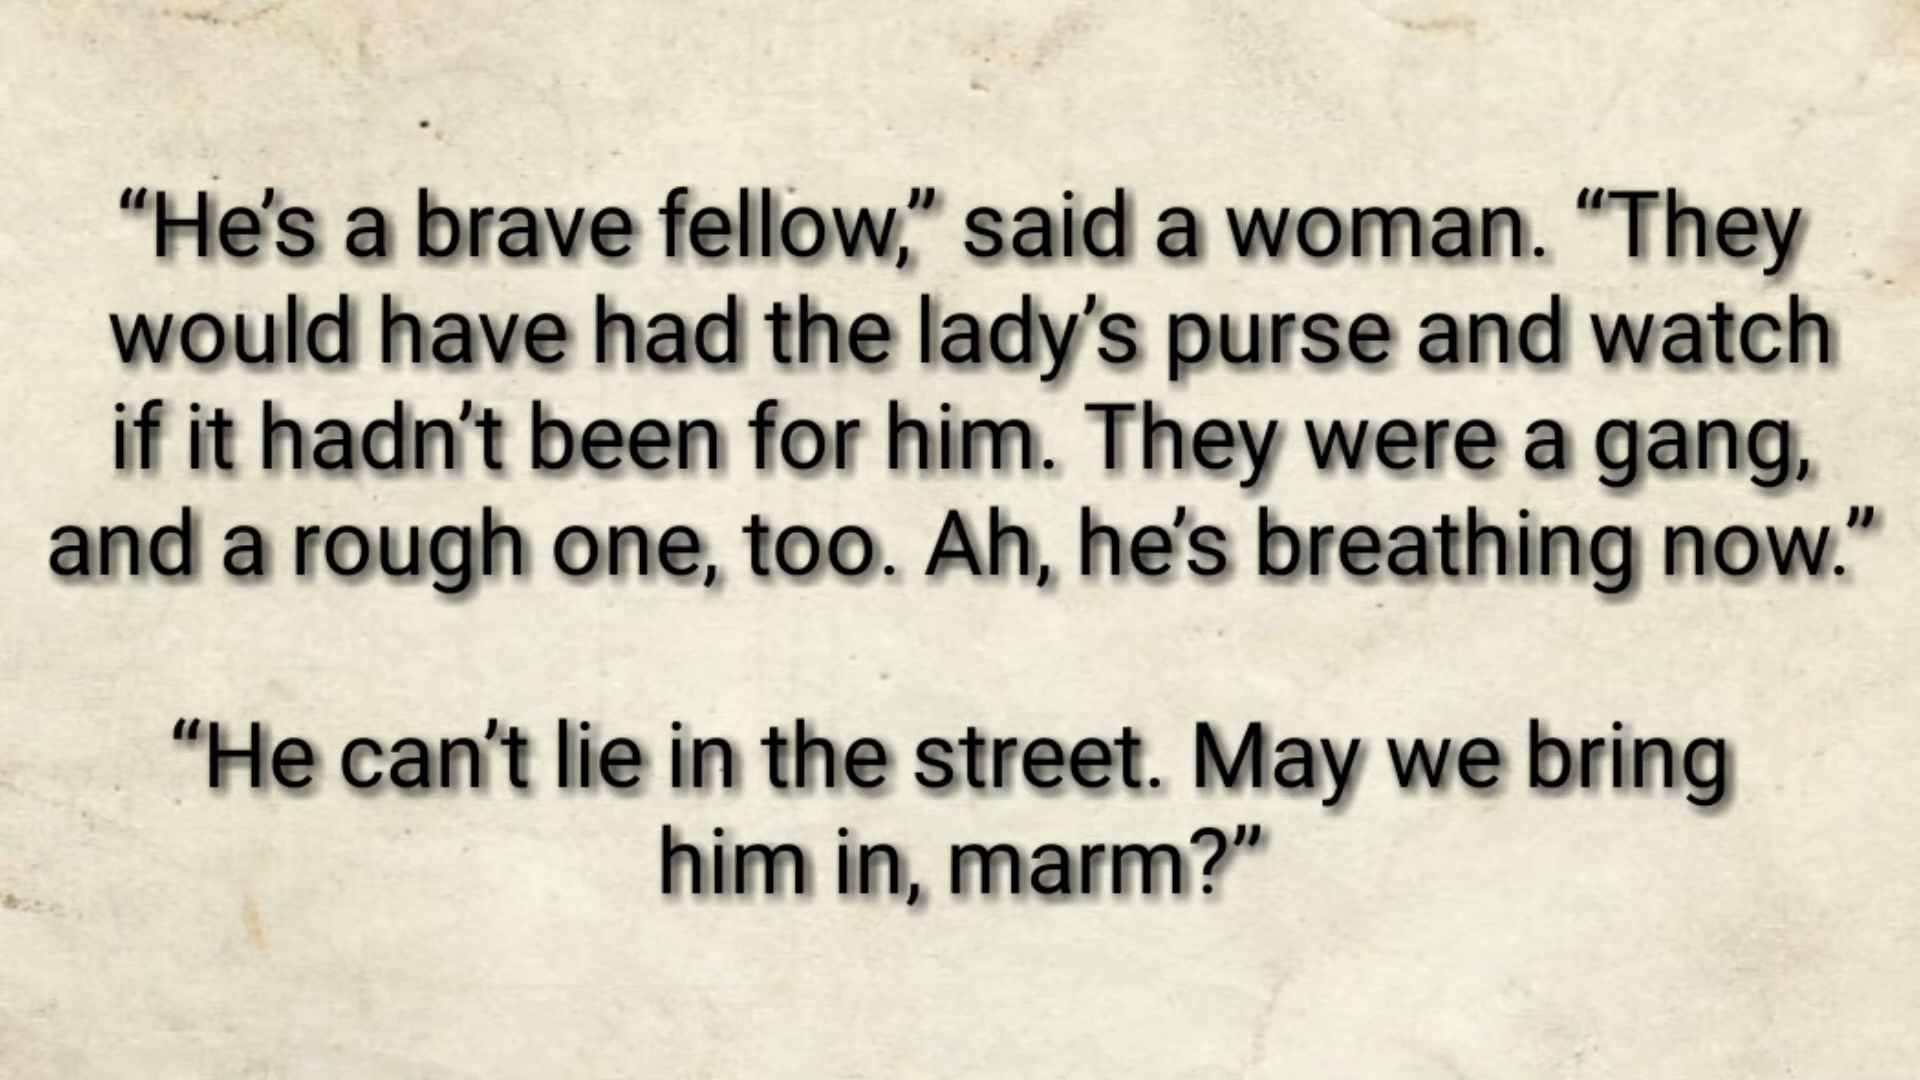 “He’s a brave fellow,” said a woman. “They
would have had the lady’s purse and watch
if it hadn’t been for him. They were a gang,
and a rough one, too. Ah, he’s breathing now.”
“He can’t lie in the street. May we bring
him in, marm?”